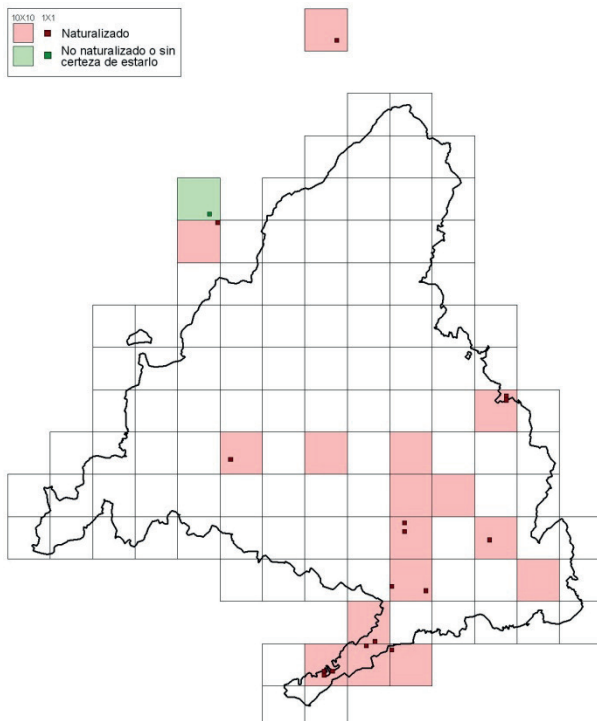 10X10 1X1
Naturalizado
No naturalizado o sin
certeza de estarlo